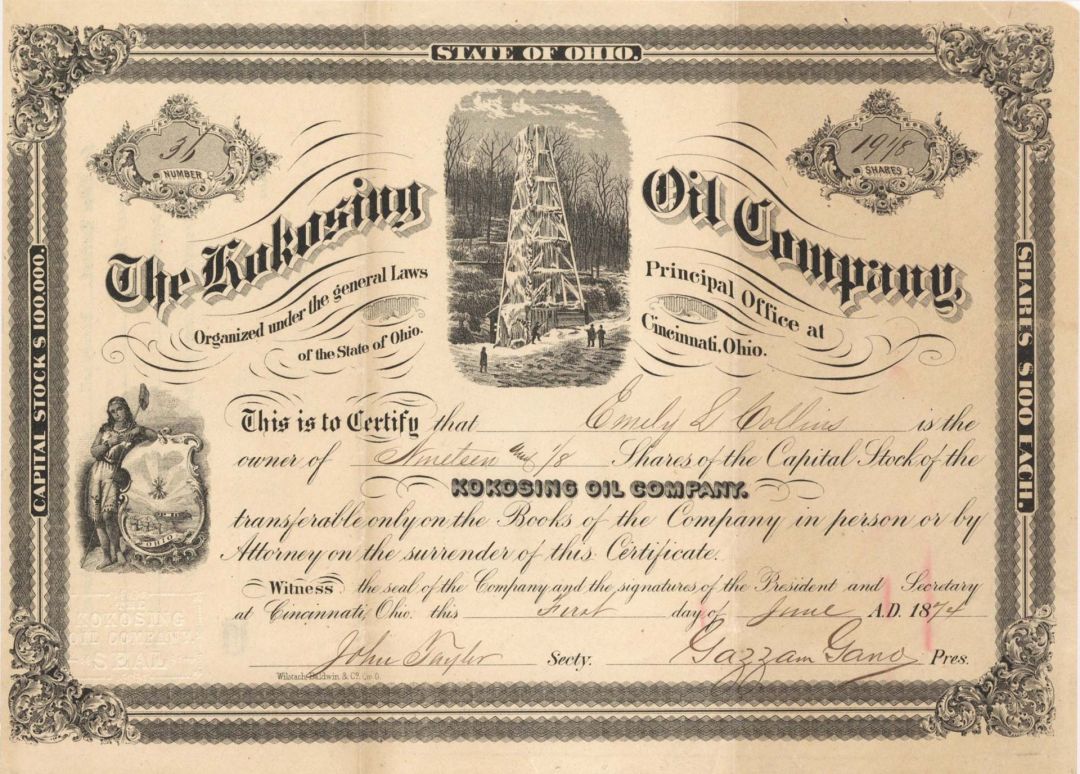 STATE OF OHIO.
36
NUMBER
19 1/8
SHARES
The Kokosing Oil Company,
Organized under the general Laws
of the State of Ohio.
Principal Office at
Cincinnati, Ohio.
CAPITAL STOCK $100,000.
SHARES $100 EACH.
This is to Certify that Emily L Collins is the
owner of Nineteen and 1/8 Shares of the Capital Stock of the
KOKOSING OIL COMPANY.
transferable only on the Books of the Company in person or by
Attorney on the surrender of this Certificate.
OHIO
Witness the seal of the Company and the signatures of the President and Secretary
at Cincinnati, Ohio. this First day of June A.D. 1874
THE
KOKOSING
OIL COMPANY
SEAL
John Taylor Secty. Gazzam Gano Pres.
Wilstach, Baldwin, & Co. Cin. O.